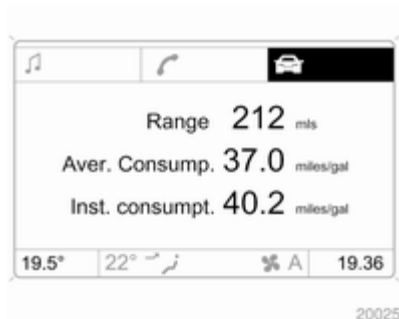 Range 212 mls
Aver. Consump. 37.0 miles/gal
Inst. consumpt. 40.2 miles/gal
19.5° 22° A 19.36
20025